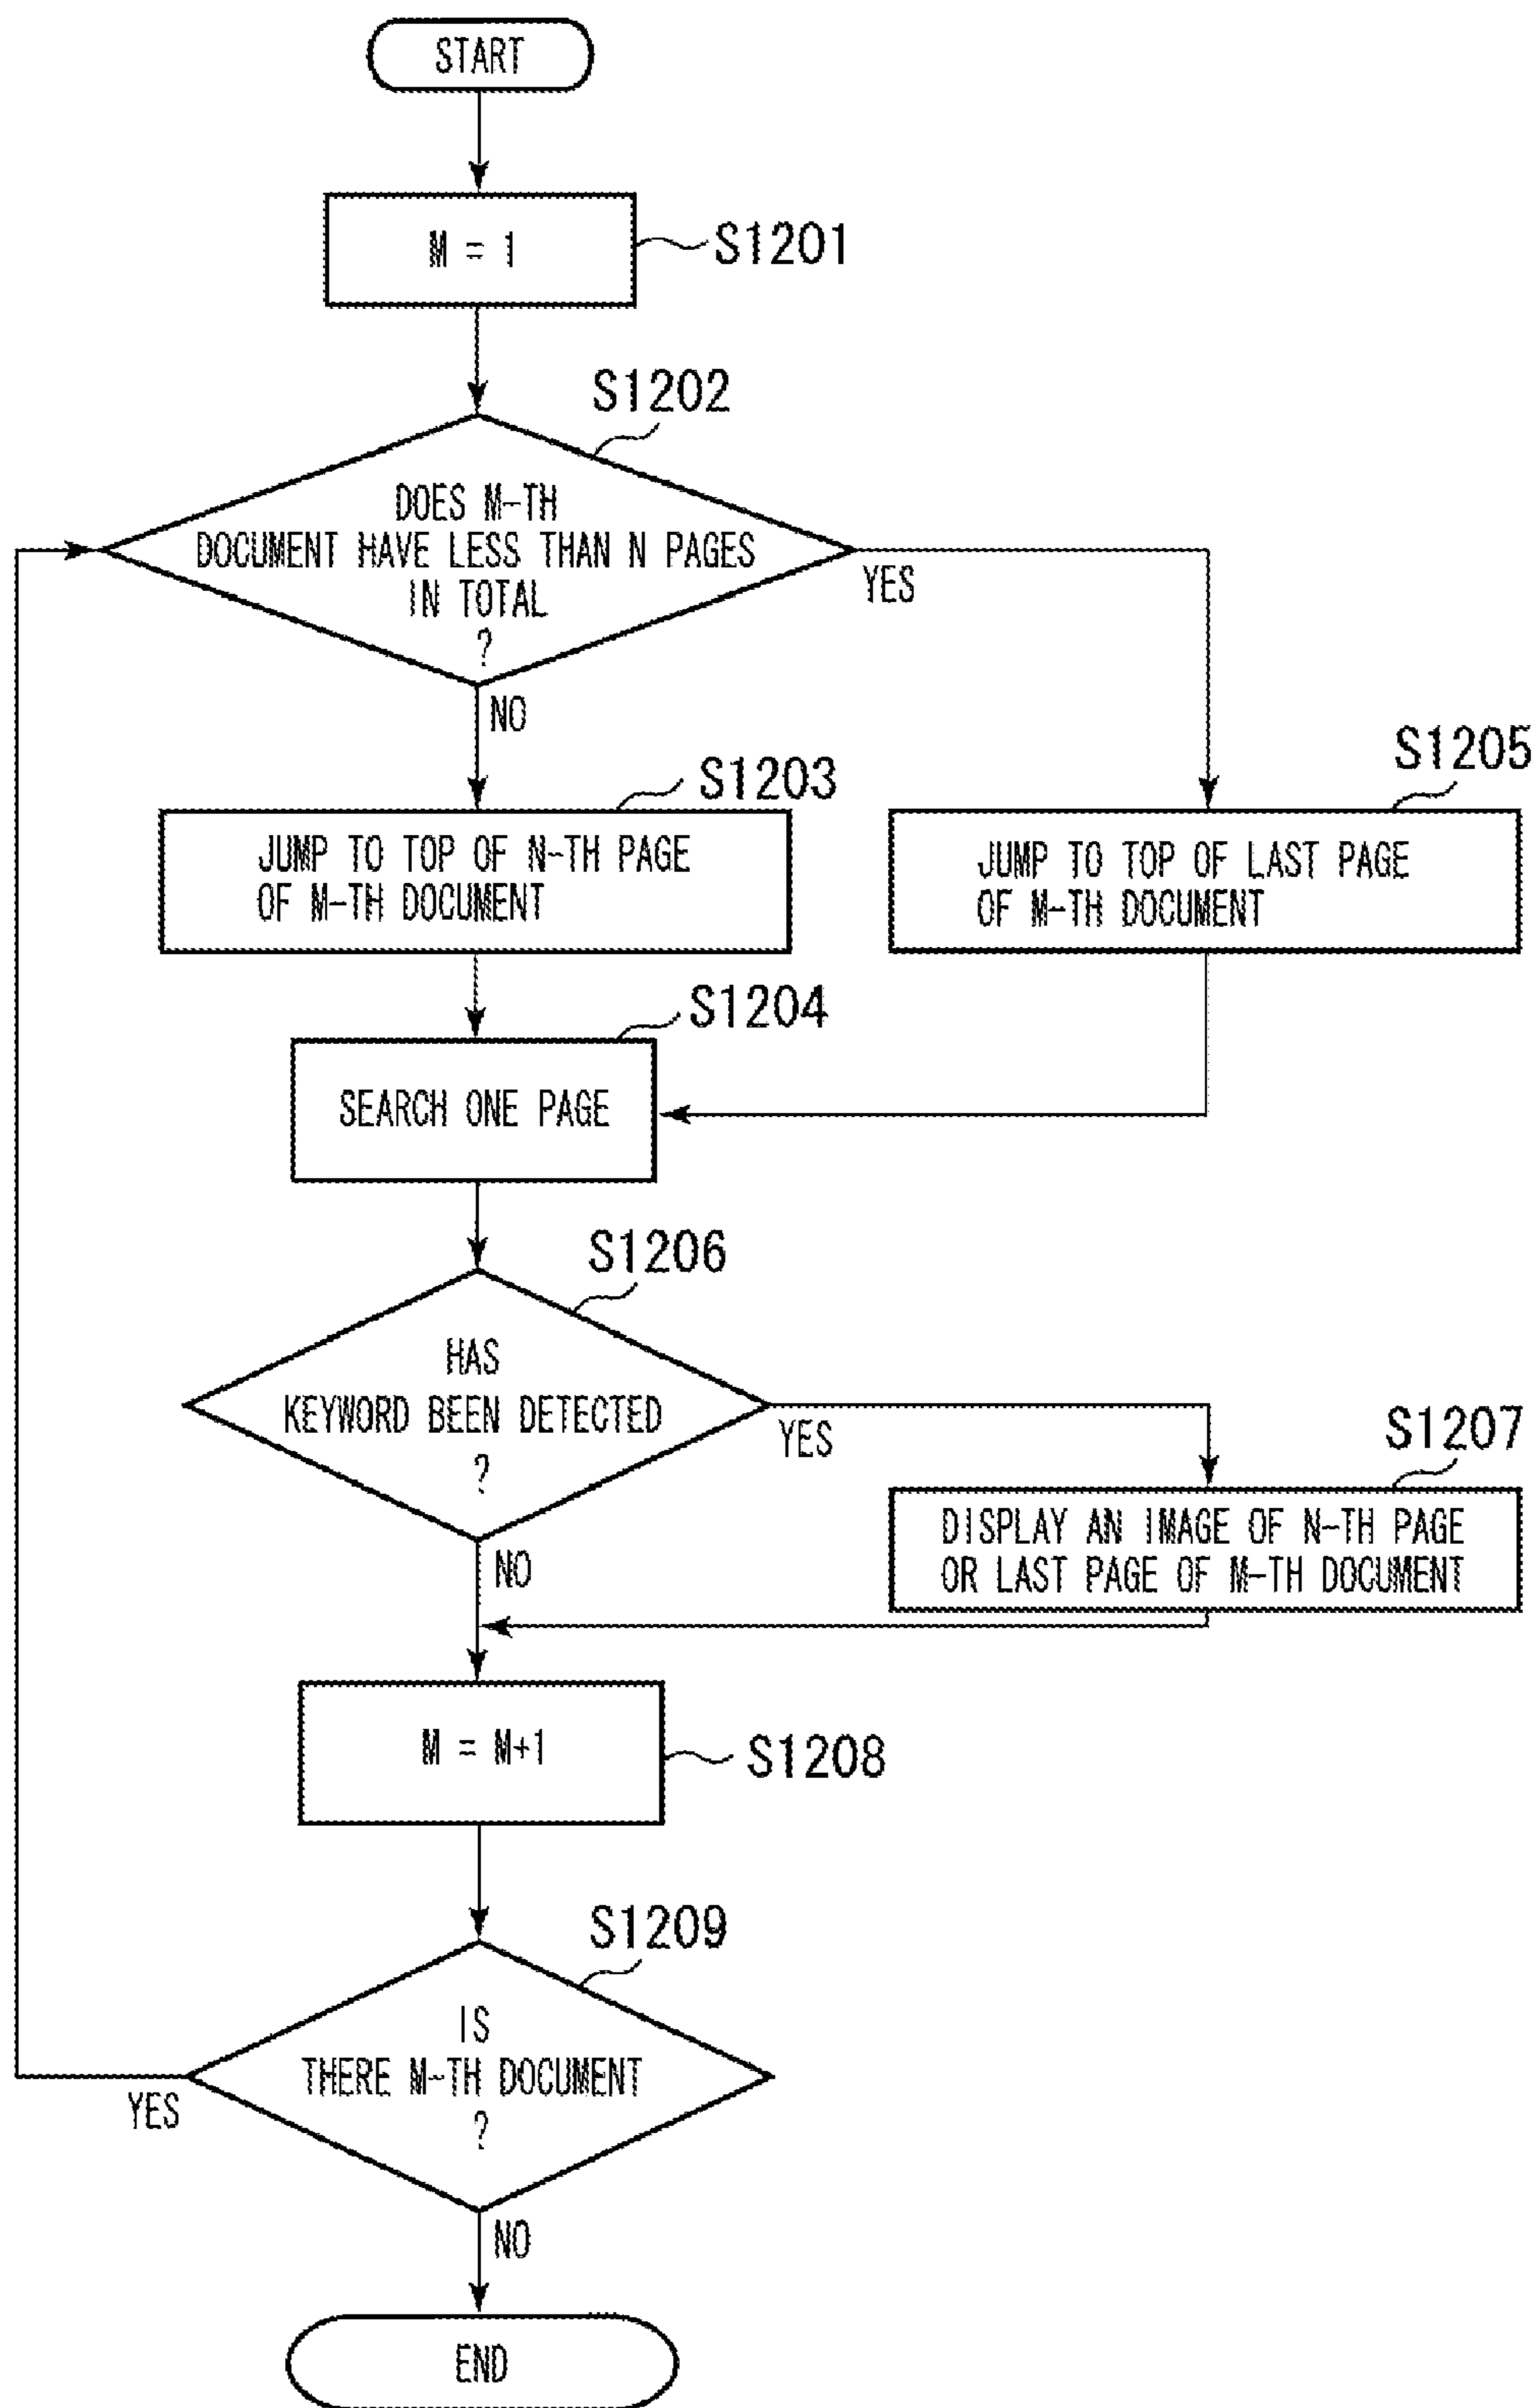 START
M = 1
S1201
S1202
DOES M-TH
DOCUMENT HAVE LESS THAN N PAGES
IN TOTAL
?
YES
NO
S1203
JUMP TO TOP OF N-TH PAGE
OF M-TH DOCUMENT
S1205
JUMP TO TOP OF LAST PAGE
OF M-TH DOCUMENT
S1204
SEARCH ONE PAGE
S1206
HAS
KEYWORD BEEN DETECTED
?
YES
NO
S1207
DISPLAY AN IMAGE OF N-TH PAGE
OR LAST PAGE OF M-TH DOCUMENT
M = M+1
S1208
S1209
IS
THERE M-TH DOCUMENT
?
YES
NO
END